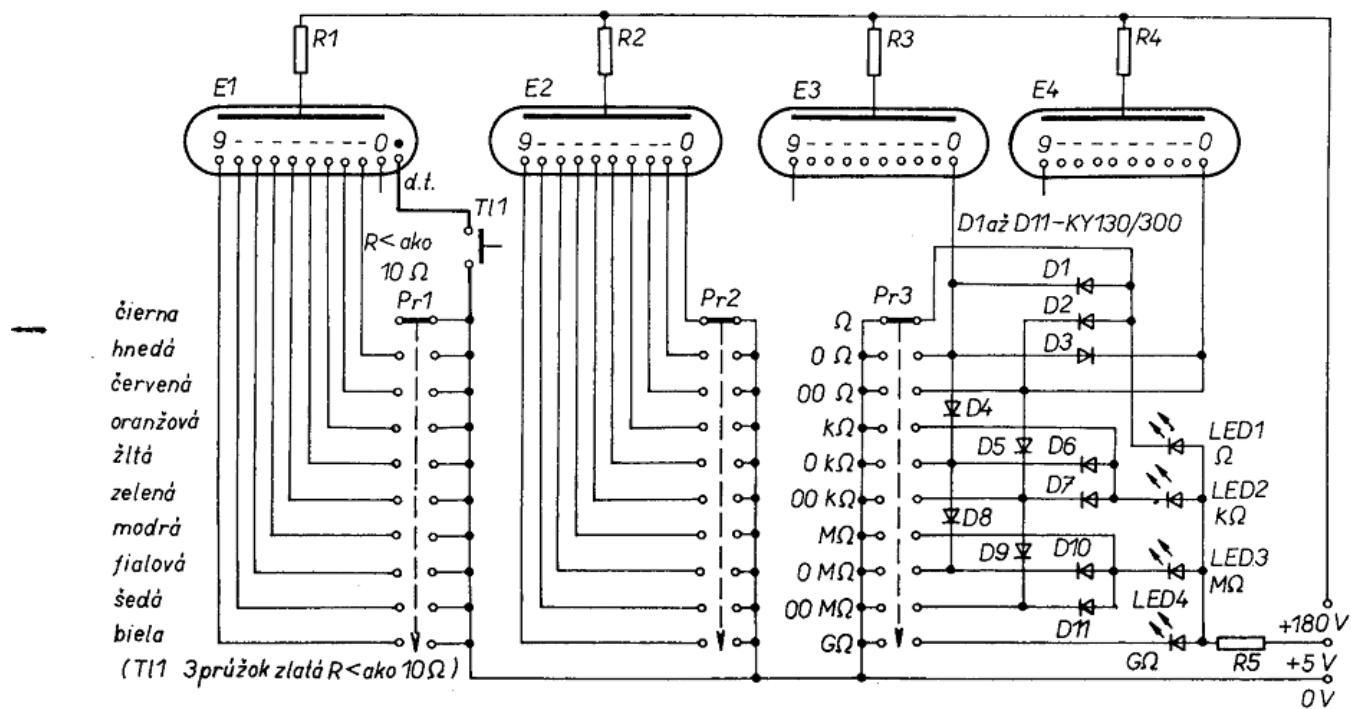 R1
R2
R3
R4
E1
E2
E3
E4
9 - - - - - - - - - - 0
9 - - - - - - - - - - 0
9 - - - - - - - - - - 0
9 - - - - - - - - - - 0
d.t.
Tl1
R< ako
10 Ω
D1 až D11-KY130/300
Pr1
Pr2
Pr3
čierna
hnedá
červená
oranžová
žltá
zelená
modrá
fialová
šedá
biela
Ω
0 Ω
00 Ω
kΩ
0 kΩ
00 kΩ
MΩ
0 MΩ
00 MΩ
GΩ
D1
D2
D3
D4
D5
D6
D7
D8
D9
D10
D11
LED1
Ω
LED2
kΩ
LED3
MΩ
LED4
GΩ
R5
+180 V
+5 V
0 V
(Tl1 3 prúžok zlatá R< ako 10Ω)